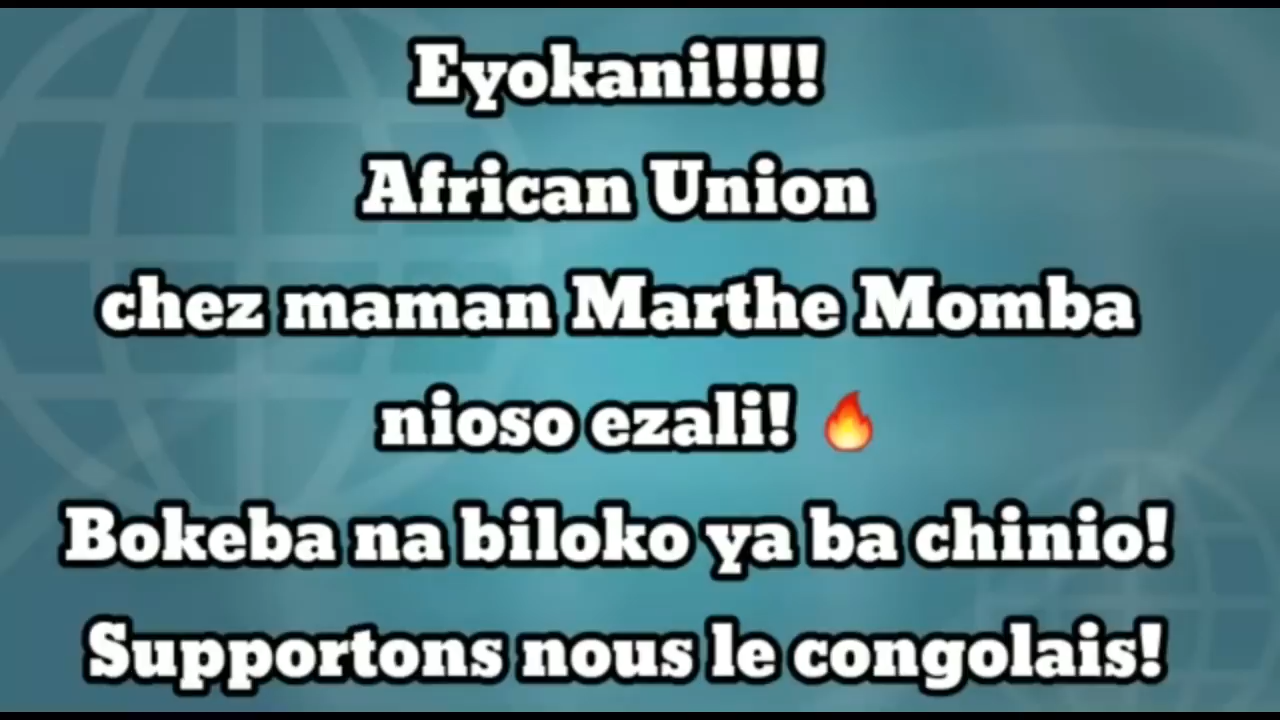 Eyokani!!!!
African Union
chez maman Marthe Momba
nioso ezali! 🔥
Bokeba na biloko ya ba chinio!
Supportons nous le congolais!